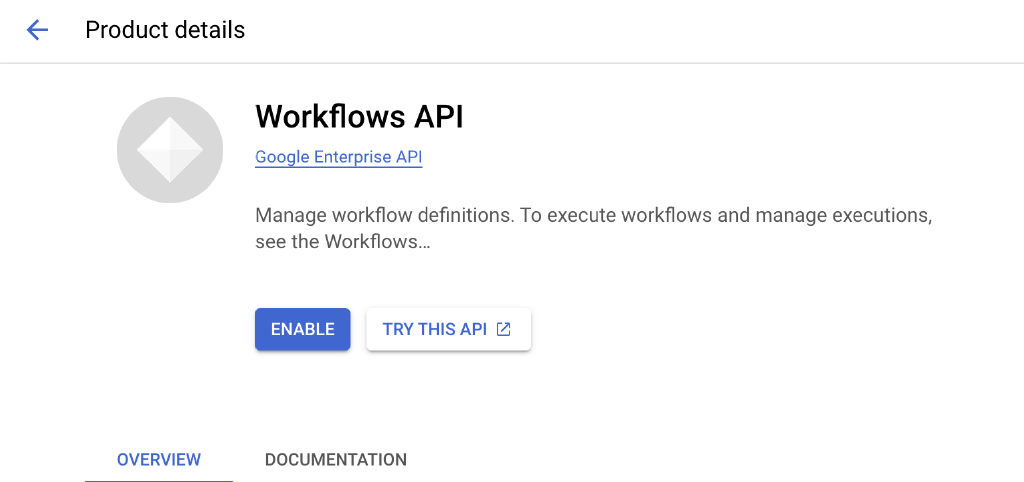 Product details
Workflows API
Google Enterprise API
Manage workflow definitions. To execute workflows and manage executions,
see the Workflows…
ENABLE
TRY THIS API
OVERVIEW
DOCUMENTATION